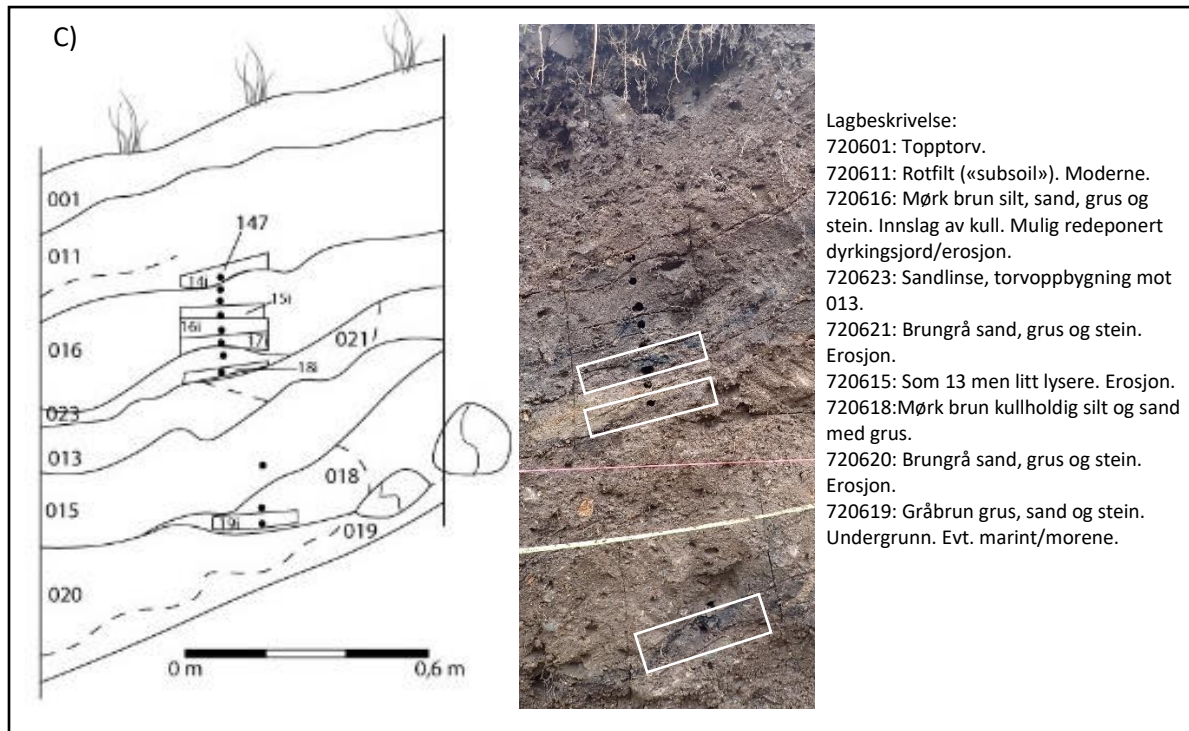 C)
001
147
011
14i
15i
16i
17i
021
016
18i
023
013
018
015
19i
019
020
0 m
0,6 m
Lagbeskrivelse:
720601: Topptorv.
720611: Rotfilt («subsoil»). Moderne.
720616: Mørk brun silt, sand, grus og
stein. Innslag av kull. Mulig redeponert
dyrkingsjord/erosjon.
720623: Sandlinse, torvoppbygning mot
013.
720621: Brungrå sand, grus og stein.
Erosjon.
720615: Som 13 men litt lysere. Erosjon.
720618:Mørk brun kullholdig silt og sand
med grus.
720620: Brungrå sand, grus og stein.
Erosjon.
720619: Gråbrun grus, sand og stein.
Undergrunn. Evt. marint/morene.